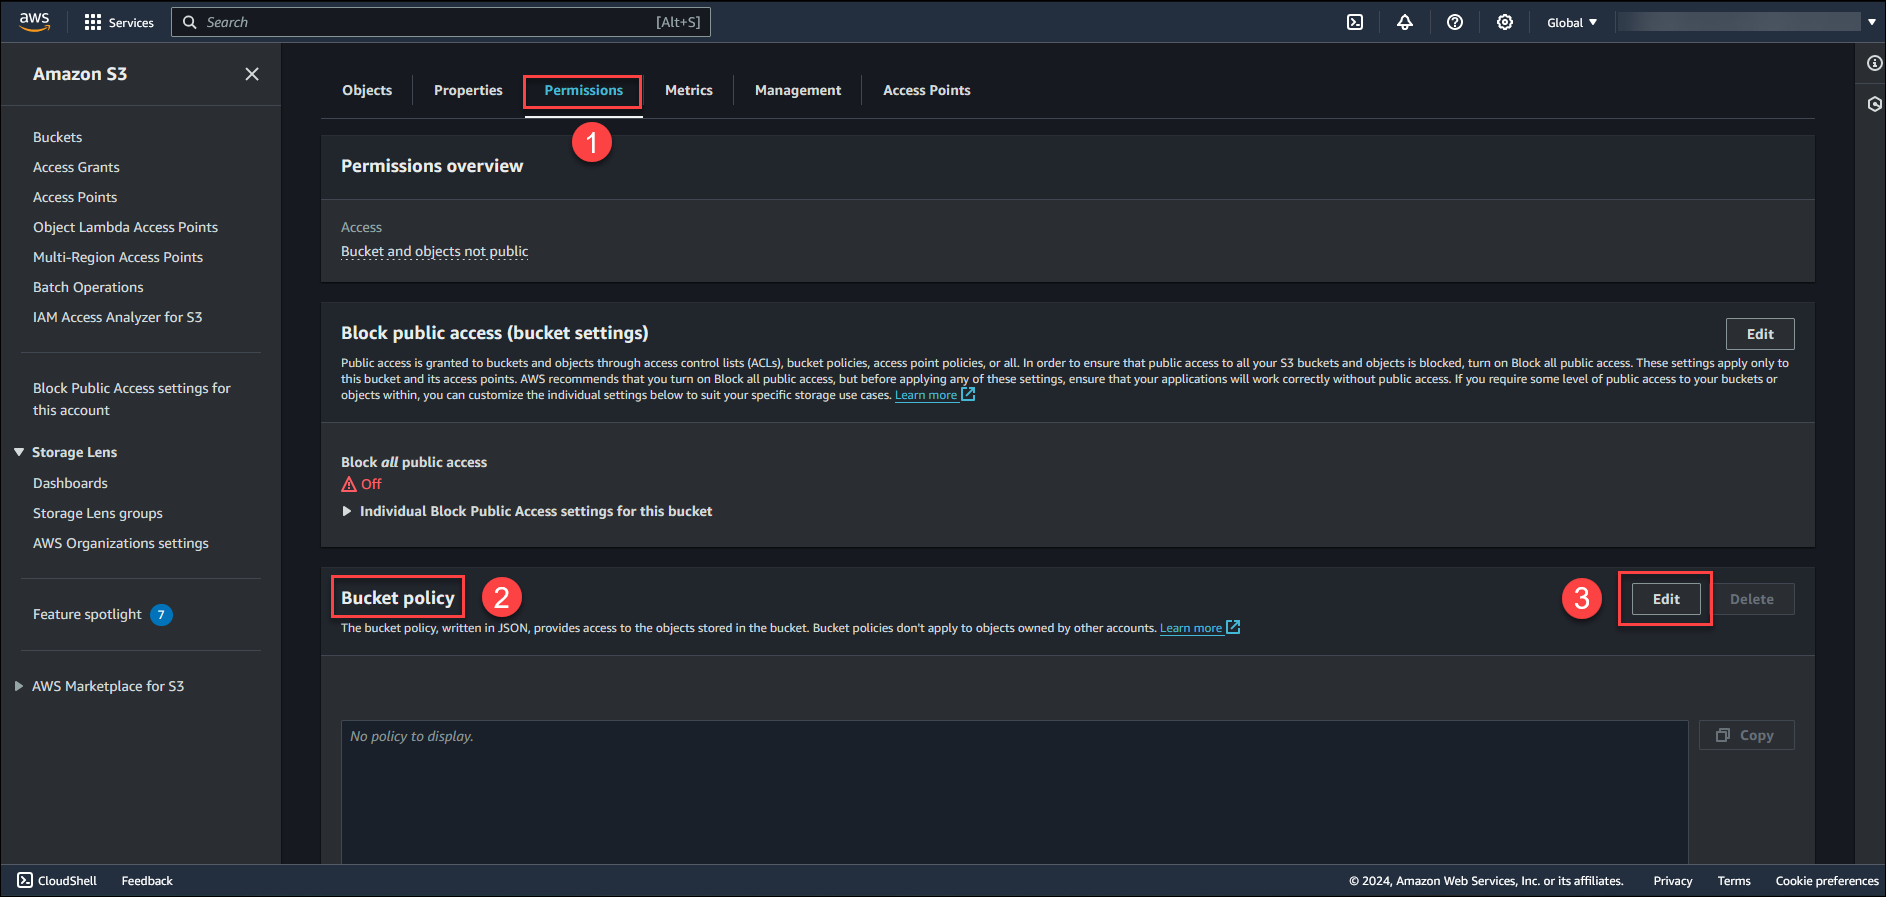 aws
Services
Search
[Alt+S]
Global
Amazon S3
Buckets
Access Grants
Access Points
Object Lambda Access Points
Multi-Region Access Points
Batch Operations
IAM Access Analyzer for S3
Block Public Access settings for
this account
Storage Lens
Dashboards
Storage Lens groups
AWS Organizations settings
Feature spotlight 7
AWS Marketplace for S3
Objects
Properties
Permissions
Metrics
Management
Access Points
1
Permissions overview
Access
Bucket and objects not public
Block public access (bucket settings)
Edit
Public access is granted to buckets and objects through access control lists (ACLs), bucket policies, access point policies, or all. In order to ensure that public access to all your S3 buckets and objects is blocked, turn on Block all public access. These settings apply only to
this bucket and its access points. AWS recommends that you turn on Block all public access, but before applying any of these settings, ensure that your applications will work correctly without public access. If you require some level of public access to your buckets or
objects within, you can customize the individual settings below to suit your specific storage use cases. Learn more
Block all public access
Off
Individual Block Public Access settings for this bucket
Bucket policy
2
3
Edit
Delete
The bucket policy, written in JSON, provides access to the objects stored in the bucket. Bucket policies don't apply to objects owned by other accounts. Learn more
No policy to display.
Copy
CloudShell
Feedback
© 2024, Amazon Web Services, Inc. or its affiliates.
Privacy
Terms
Cookie preferences